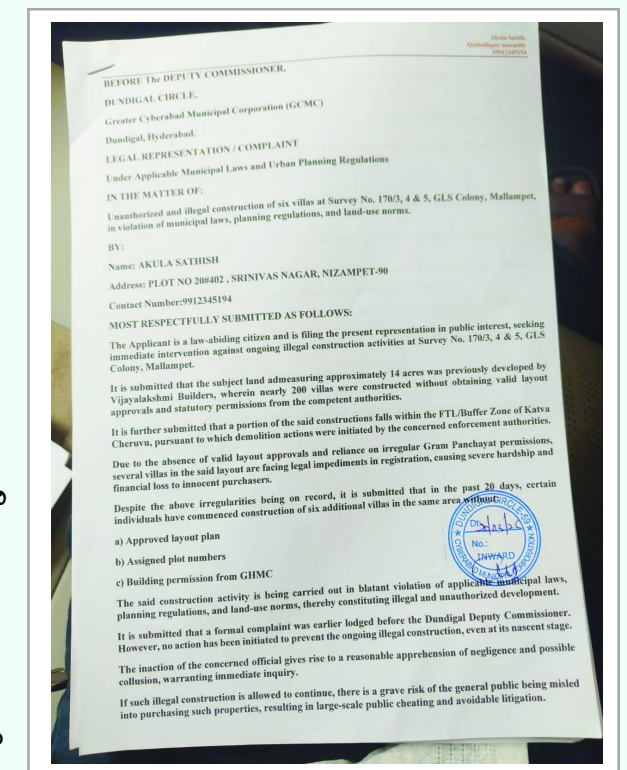 Akula Satish,
Qutbullapur assembly
#9912345194
BEFORE The DEPUTY COMMISSIONER,
DUNDIGAL CIRCLE,
Greater Cyberabad Municipal Corporation (GCMC)
Dundigal, Hyderabad.
LEGAL REPRESENTATION / COMPLAINT
Under Applicable Municipal Laws and Urban Planning Regulations
IN THE MATTER OF:
Unauthorized and illegal construction of six villas at Survey No. 170/3, 4 & 5, GLS Colony, Mallampet,
in violation of municipal laws, planning regulations, and land-use norms.
BY:
Name: AKULA SATHISH
Address: PLOT NO 20#402 , SRINIVAS NAGAR, NIZAMPET-90
Contact Number:9912345194
MOST RESPECTFULLY SUBMITTED AS FOLLOWS:
The Applicant is a law-abiding citizen and is filing the present representation in public interest, seeking
immediate intervention against ongoing illegal construction activities at Survey No. 170/3, 4 & 5, GLS
Colony, Mallampet.
It is submitted that the subject land admeasuring approximately 14 acres was previously developed by
Vijayalakshmi Builders, wherein nearly 200 villas were constructed without obtaining valid layout
approvals and statutory permissions from the competent authorities.
It is further submitted that a portion of the said constructions falls within the FTL/Buffer Zone of Katva
Cheruvu, pursuant to which demolition actions were initiated by the concerned enforcement authorities.
Due to the absence of valid layout approvals and reliance on irregular Gram Panchayat permissions,
several villas in the said layout are facing legal impediments in registration, causing severe hardship and
financial loss to innocent purchasers.
Despite the above irregularities being on record, it is submitted that in the past 20 days, certain
individuals have commenced construction of six additional villas in the same area without:
a) Approved layout plan
b) Assigned plot numbers
c) Building permission from GHMC
DUNDIGAL CIRCLE-59
Dt:
No.:
INWARD
CYBERABAD MUNICIPAL CORPORATION
The said construction activity is being carried out in blatant violation of applicable municipal laws,
planning regulations, and land-use norms, thereby constituting illegal and unauthorized development.
It is submitted that a formal complaint was earlier lodged before the Dundigal Deputy Commissioner.
However, no action has been initiated to prevent the ongoing illegal construction, even at its nascent stage.
The inaction of the concerned official gives rise to a reasonable apprehension of negligence and possible
collusion, warranting immediate inquiry.
If such illegal construction is allowed to continue, there is a grave risk of the general public being misled
into purchasing such properties, resulting in large-scale public cheating and avoidable litigation.